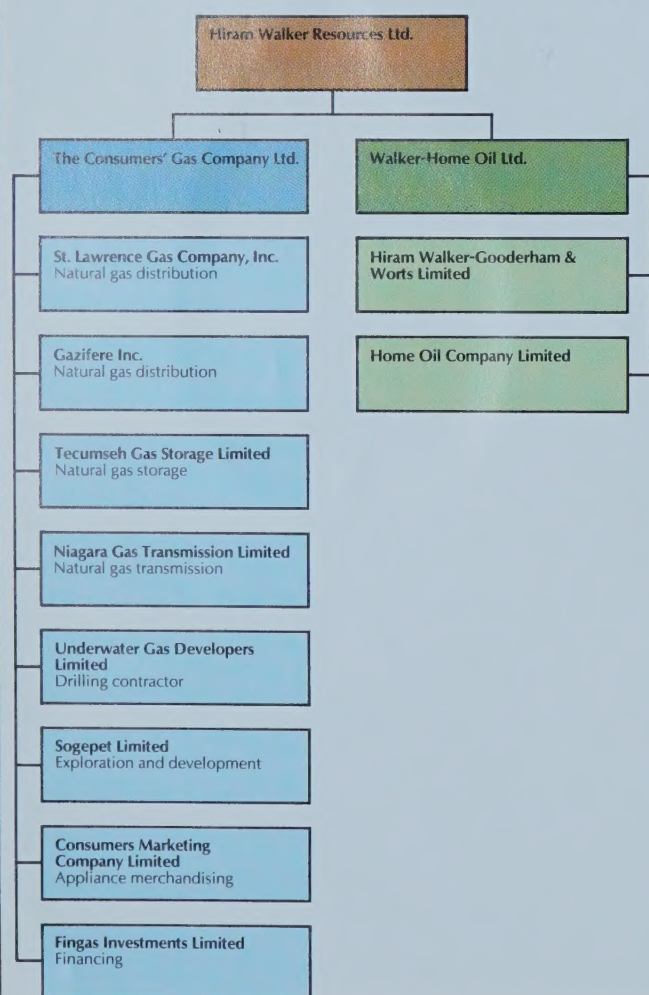 Hiram Walker Resources Ltd.
The Consumers' Gas Company Ltd.
St. Lawrence Gas Company, Inc.
Natural gas distribution
Gazifere Inc.
Natural gas distribution
Tecumseh Gas Storage Limited
Natural gas storage
Niagara Gas Transmission Limited
Natural gas transmission
Underwater Gas Developers
Limited
Drilling contractor
Sogepet Limited
Exploration and development
Consumers Marketing
Company Limited
Appliance merchandising
Fingas Investments Limited
Financing
Walker-Home Oil Ltd.
Hiram Walker-Gooderham &
Worts Limited
Home Oil Company Limited